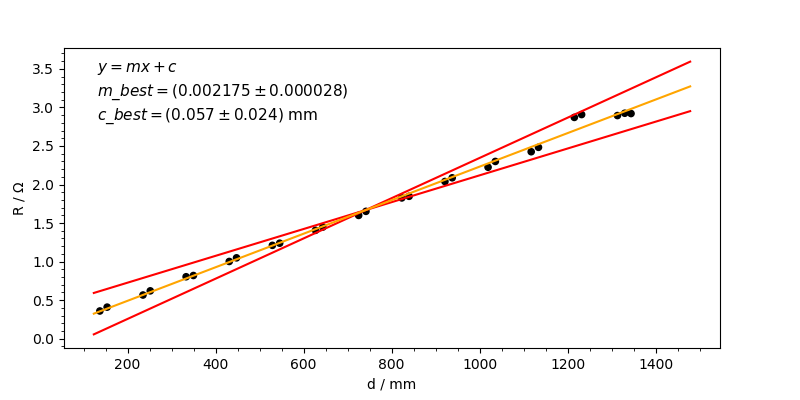 y = mx + c
m_best = (0.002175 ± 0.000028)
c_best = (0.057 ± 0.024) mm
3.5
3.0
2.5
2.0
1.5
1.0
0.5
0.0
R / Ω
200 400 600 800 1000 1200 1400
d / mm